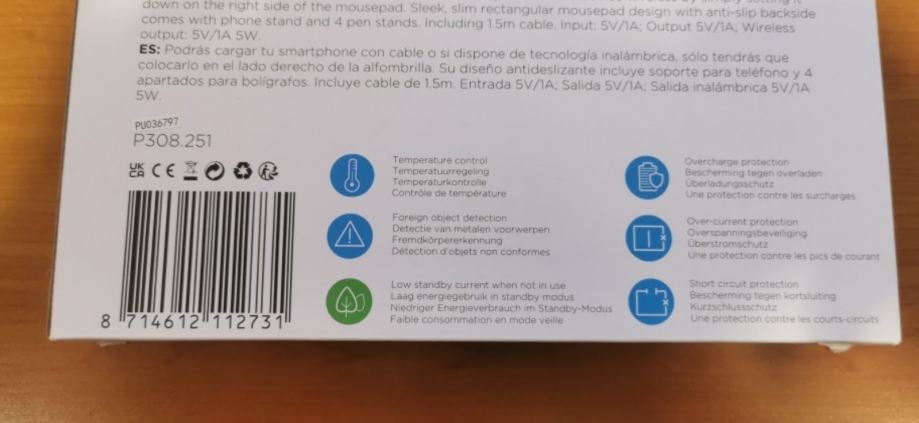 down on the right side of the mousepad. Sleek, slim rectangular mousepad design with anti-slip backside
comes with phone stand and 4 pen stands. Including 1.5m cable. Input: 5V/1A; Output 5V/1A; Wireless
output: 5V/1A 5W.
ES: Podrás cargar tu smartphone con cable o si dispone de tecnología inalámbrica, sólo tendrás que
colocarlo en el lado derecho de la alfombrilla. Su diseño antideslizante incluye soporte para teléfono y 4
apartados para bolígrafos. Incluye cable de 1.5m. Entrada 5V/1A; Salida 5V/1A; Salida inalámbrica 5V/1A
5W.
PU036797
P308.251
UK
CA CE
Temperature control
Temperatuurregeling
Temperaturkontrolle
Contrôle de température
Overcharge protection
Bescherming tegen overladen
Überladungsschutz
Une protection contre les surcharges
Foreign object detection
Detectie van metalen voorwerpen
Fremdkörpererkennung
Détection d'objets non conformes
Over-current protection
Overspanningsbeveiliging
Überstromschutz
Une protection contre les pics de courant
Low standby current when not in use
Laag energiegebruik in standby modus
Niedriger Energieverbrauch im Standby-Modus
Faible consommation en mode veille
Short circuit protection
Bescherming tegen kortsluiting
Kurzschlussschutz
Une protection contre les courts-circuits
8 714612 112731